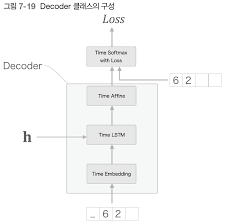 그림 7-19 Decoder 클래스의 구성
Loss
Time Softmax
with Loss
Decoder
6 2
Time Affine
h
Time LSTM
Time Embedding
_ 6 2